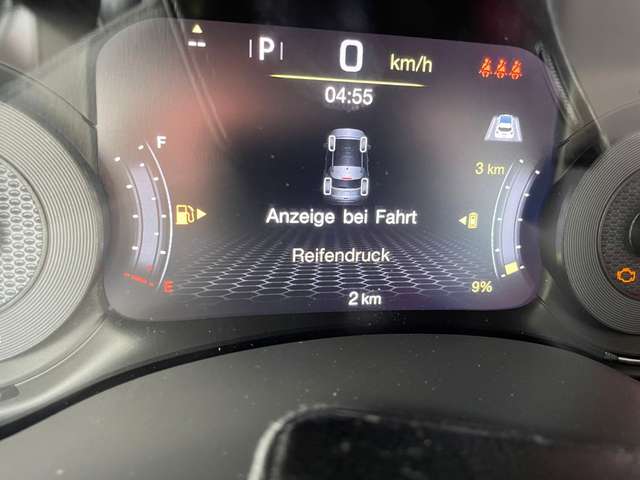 P 0 km/h
04:55
F
3 km
Anzeige bei Fahrt
Reifendruck
E 9%
2 km